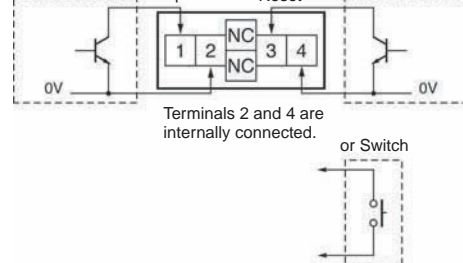 NC
1 2 3 4
NC
0V 0V
Terminals 2 and 4 are
internally connected.
or Switch